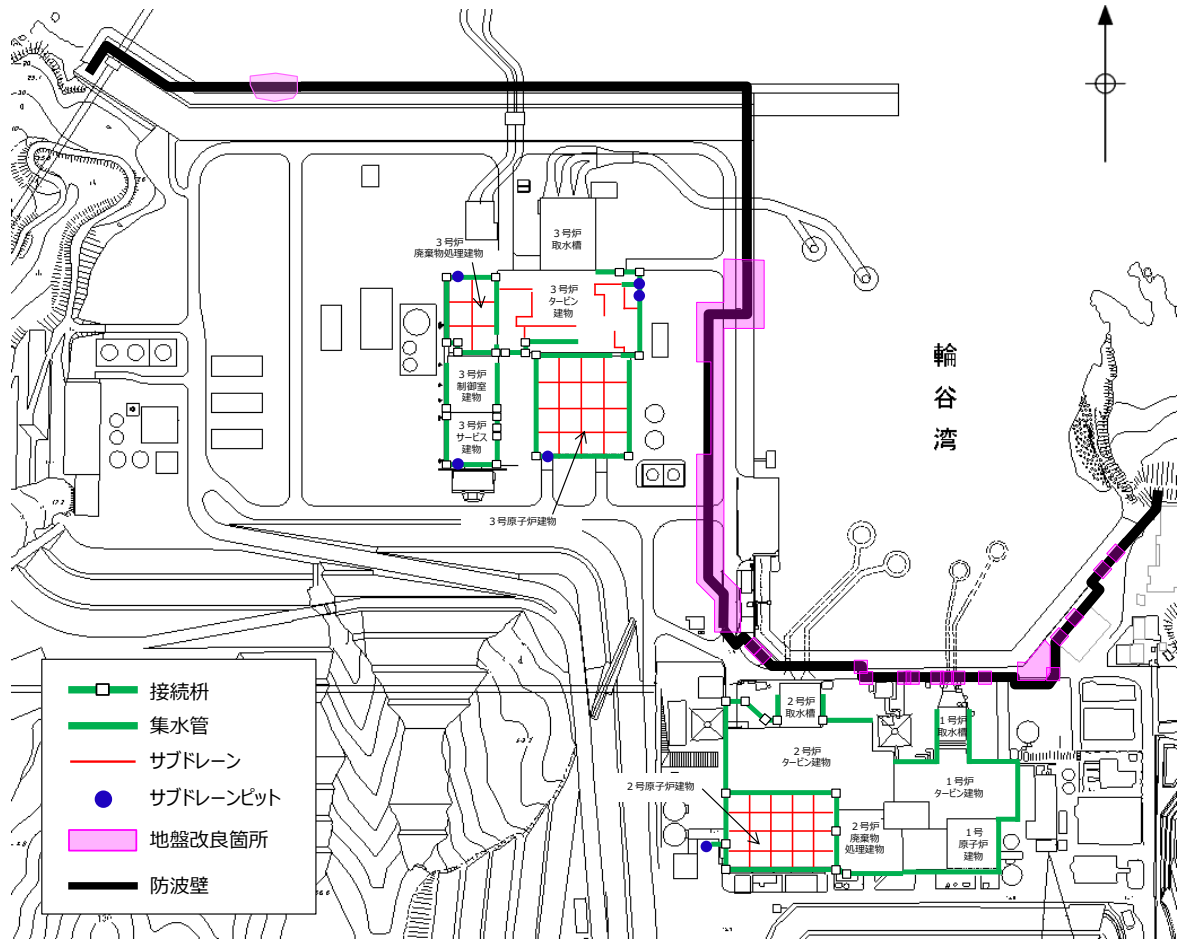 3号炉
廃棄物処理建物
3号炉
取水槽
3号炉
タービン
建物
3号炉
制御室
建物
3号炉
サービス
建物
3号原子炉建物
輪
谷
湾
接続枡
集水管
サブドレーン
サブドレーンピット
地盤改良箇所
防波壁
2号炉
取水槽
1号炉
取水槽
2号炉
タービン建物
1号炉
タービン建物
2号原子炉建物
2号炉
廃棄物
処理建物
1号
原子炉
建物
130